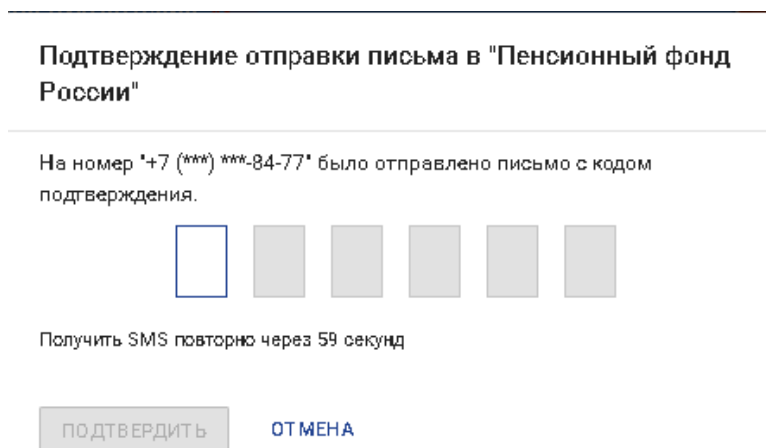 Подтверждение отправки письма в "Пенсионный фонд
России"
На номер "+7 (***) ***-84-77" было отправлено письмо с кодом
подтверждения.
Получить SMS повторно через 59 секунд
ПОДТВЕРДИТЬ ОТМЕНА